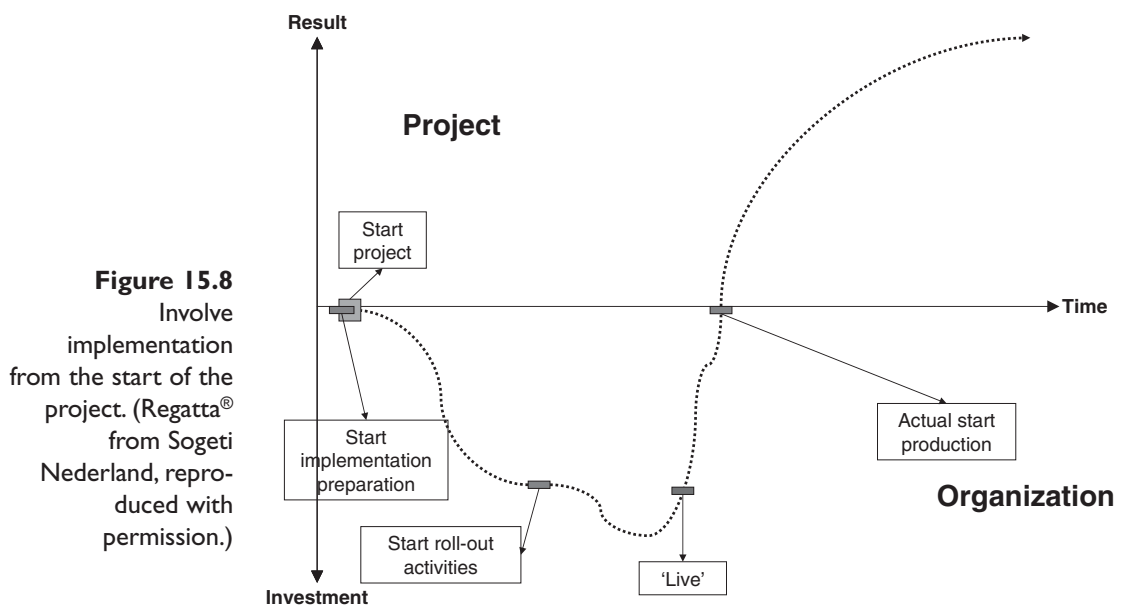 Result
Project
Start
project
Figure 15.8
Involve
implementation
from the start of the
project. (Regatta®
from Sogeti
Nederland, repro-
duced with
permission.)
Time
Start
implementation
preparation
Actual start
production
Organization
Start roll-out
activities
'Live'
Investment